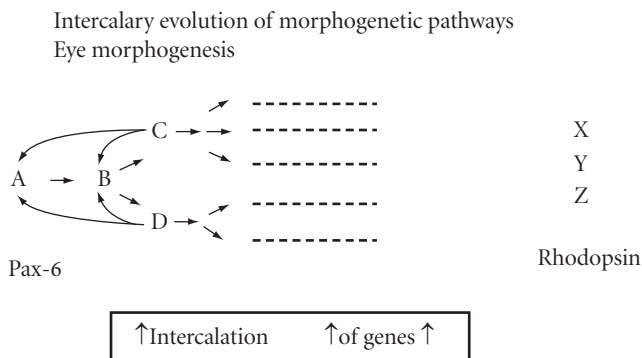 Intercalary evolution of morphogenetic pathways
Eye morphogenesis
C
X
Y
A
B
Z
D
Pax-6
Rhodopsin
↑Intercalation ↑of genes ↑